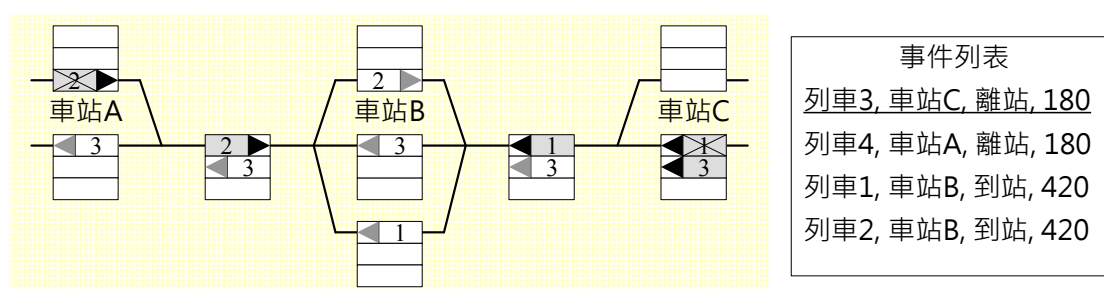 2
2
車站A
車站B
車站C
3
2
3
1
1
3
3
3
1
事件列表
列車3, 車站C, 離站, 180
列車4, 車站A, 離站, 180
列車1, 車站B, 到站, 420
列車2, 車站B, 到站, 420